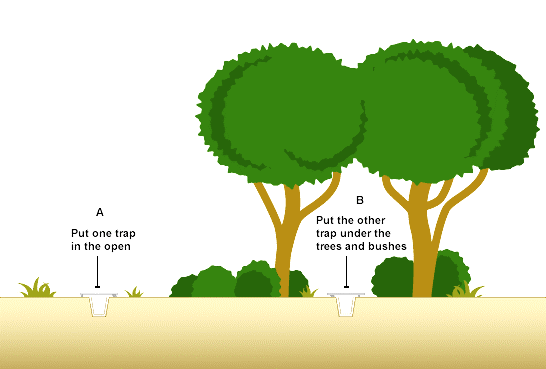 A
Put one trap
in the open
B
Put the other
trap under the
trees and bushes